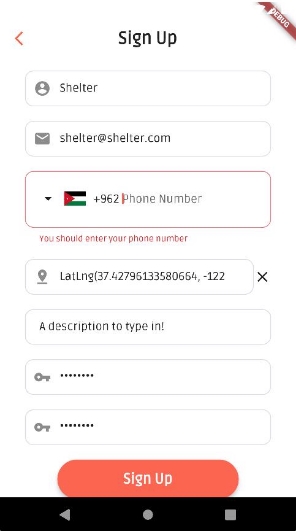 DEBUG
Sign Up
Shelter
shelter@shelter.com
+962 Phone Number
You should enter your phone number
LatLng(37.42796133580664, -122
A description to type in!
••••••••
••••••••
Sign Up